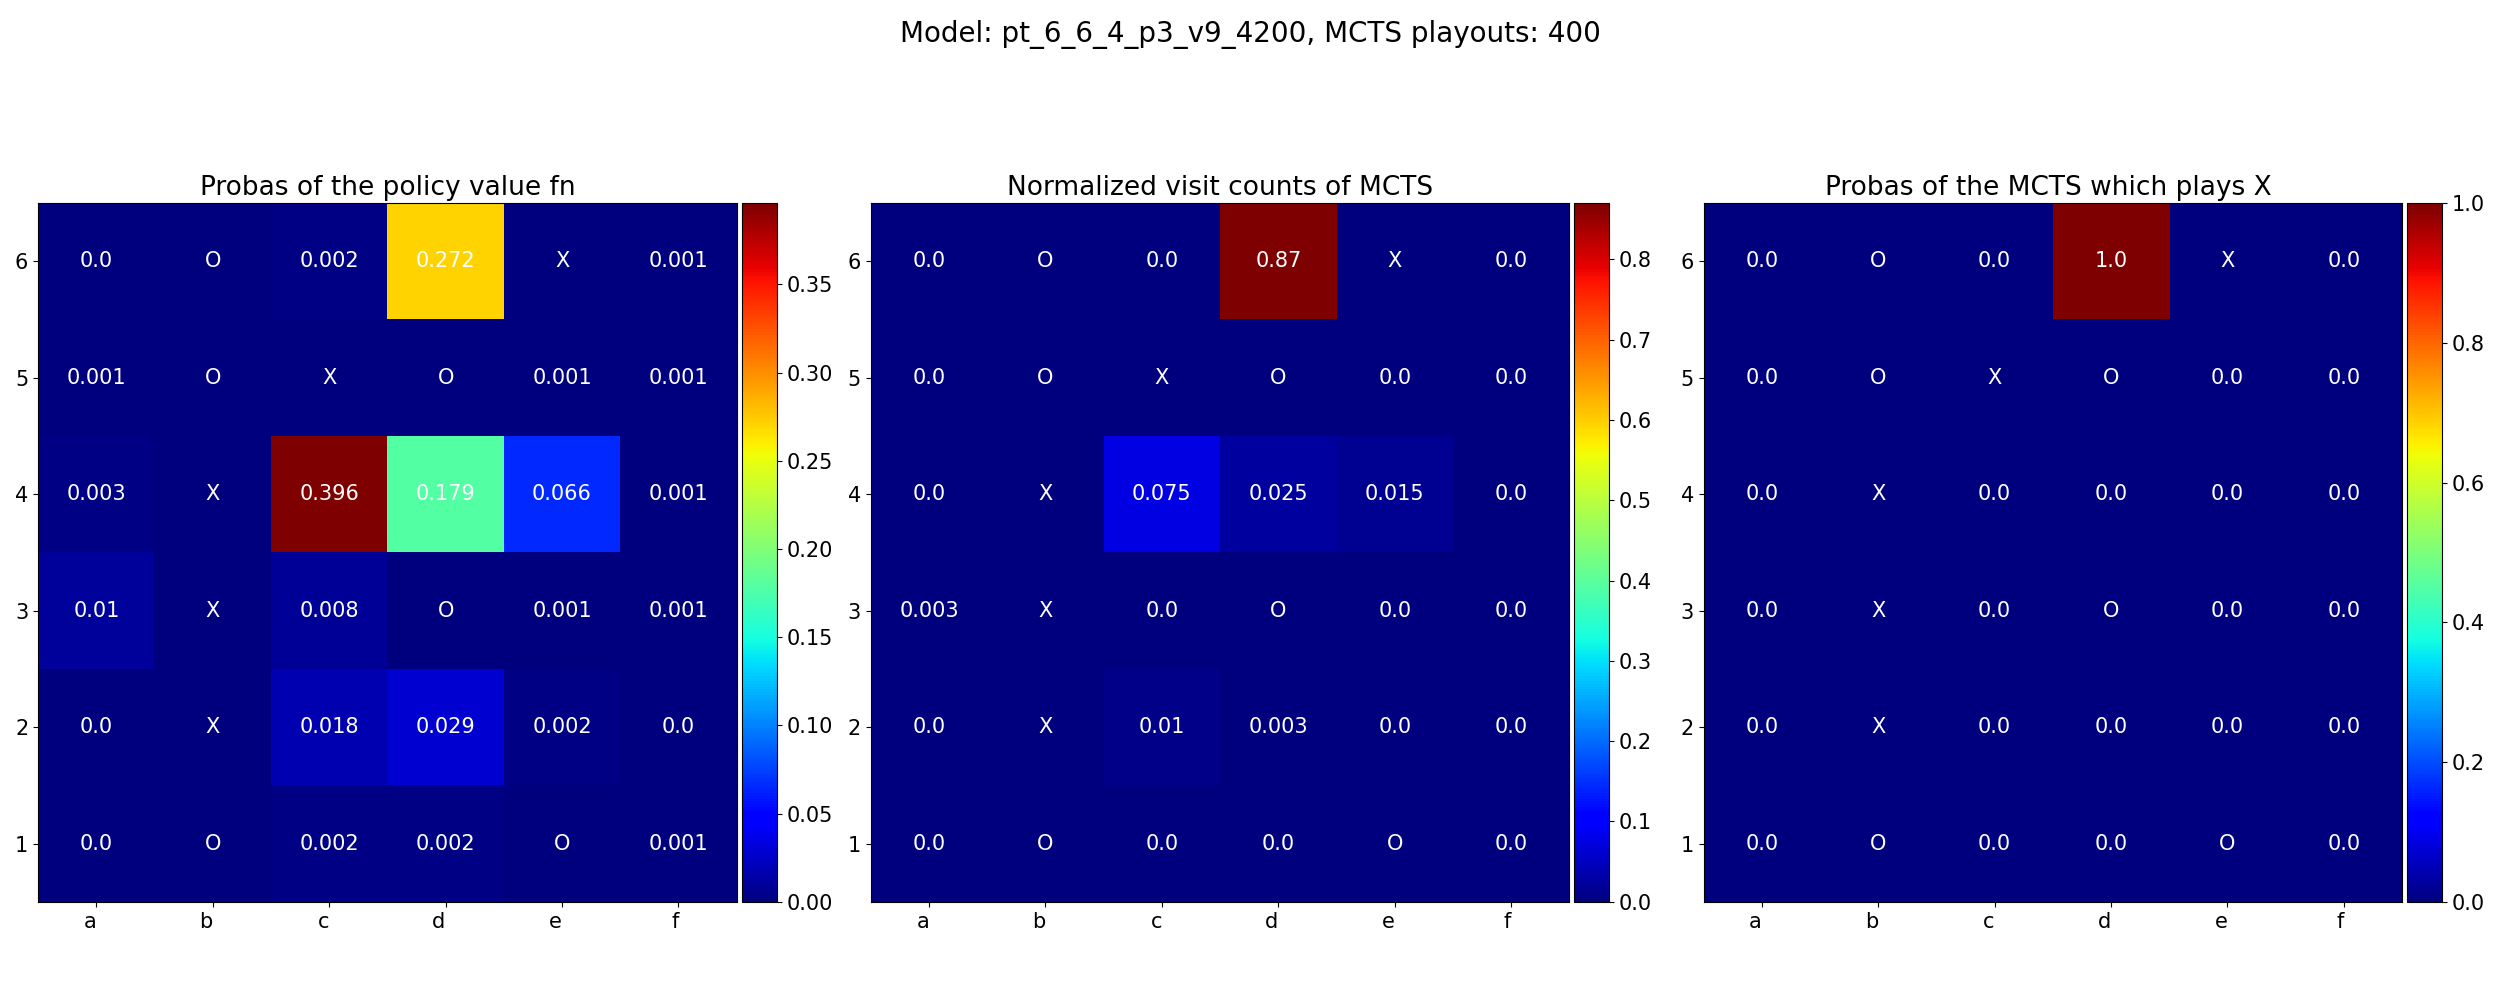 Model: pt_6_6_4_p3_v9_4200, MCTS playouts: 400
Probas of the policy value fn
6 0.0 O 0.002 0.272 X 0.001
5 0.001 O X O 0.001 0.001
4 0.003 X 0.396 0.179 0.066 0.001
3 0.01 X 0.008 O 0.001 0.001
2 0.0 X 0.018 0.029 0.002 0.0
1 0.0 O 0.002 0.002 O 0.001
a b c d e f
0.35
0.30
0.25
0.20
0.15
0.10
0.05
0.00
Normalized visit counts of MCTS
6 0.0 O 0.0 0.87 X 0.0
5 0.0 O X O 0.0 0.0
4 0.0 X 0.075 0.025 0.015 0.0
3 0.003 X 0.0 O 0.0 0.0
2 0.0 X 0.01 0.003 0.0 0.0
1 0.0 O 0.0 0.0 O 0.0
a b c d e f
0.8
0.7
0.6
0.5
0.4
0.3
0.2
0.1
0.0
Probas of the MCTS which plays X
6 0.0 O 0.0 1.0 X 0.0
5 0.0 O X O 0.0 0.0
4 0.0 X 0.0 0.0 0.0 0.0
3 0.0 X 0.0 O 0.0 0.0
2 0.0 X 0.0 0.0 0.0 0.0
1 0.0 O 0.0 0.0 O 0.0
a b c d e f
1.0
0.8
0.6
0.4
0.2
0.0